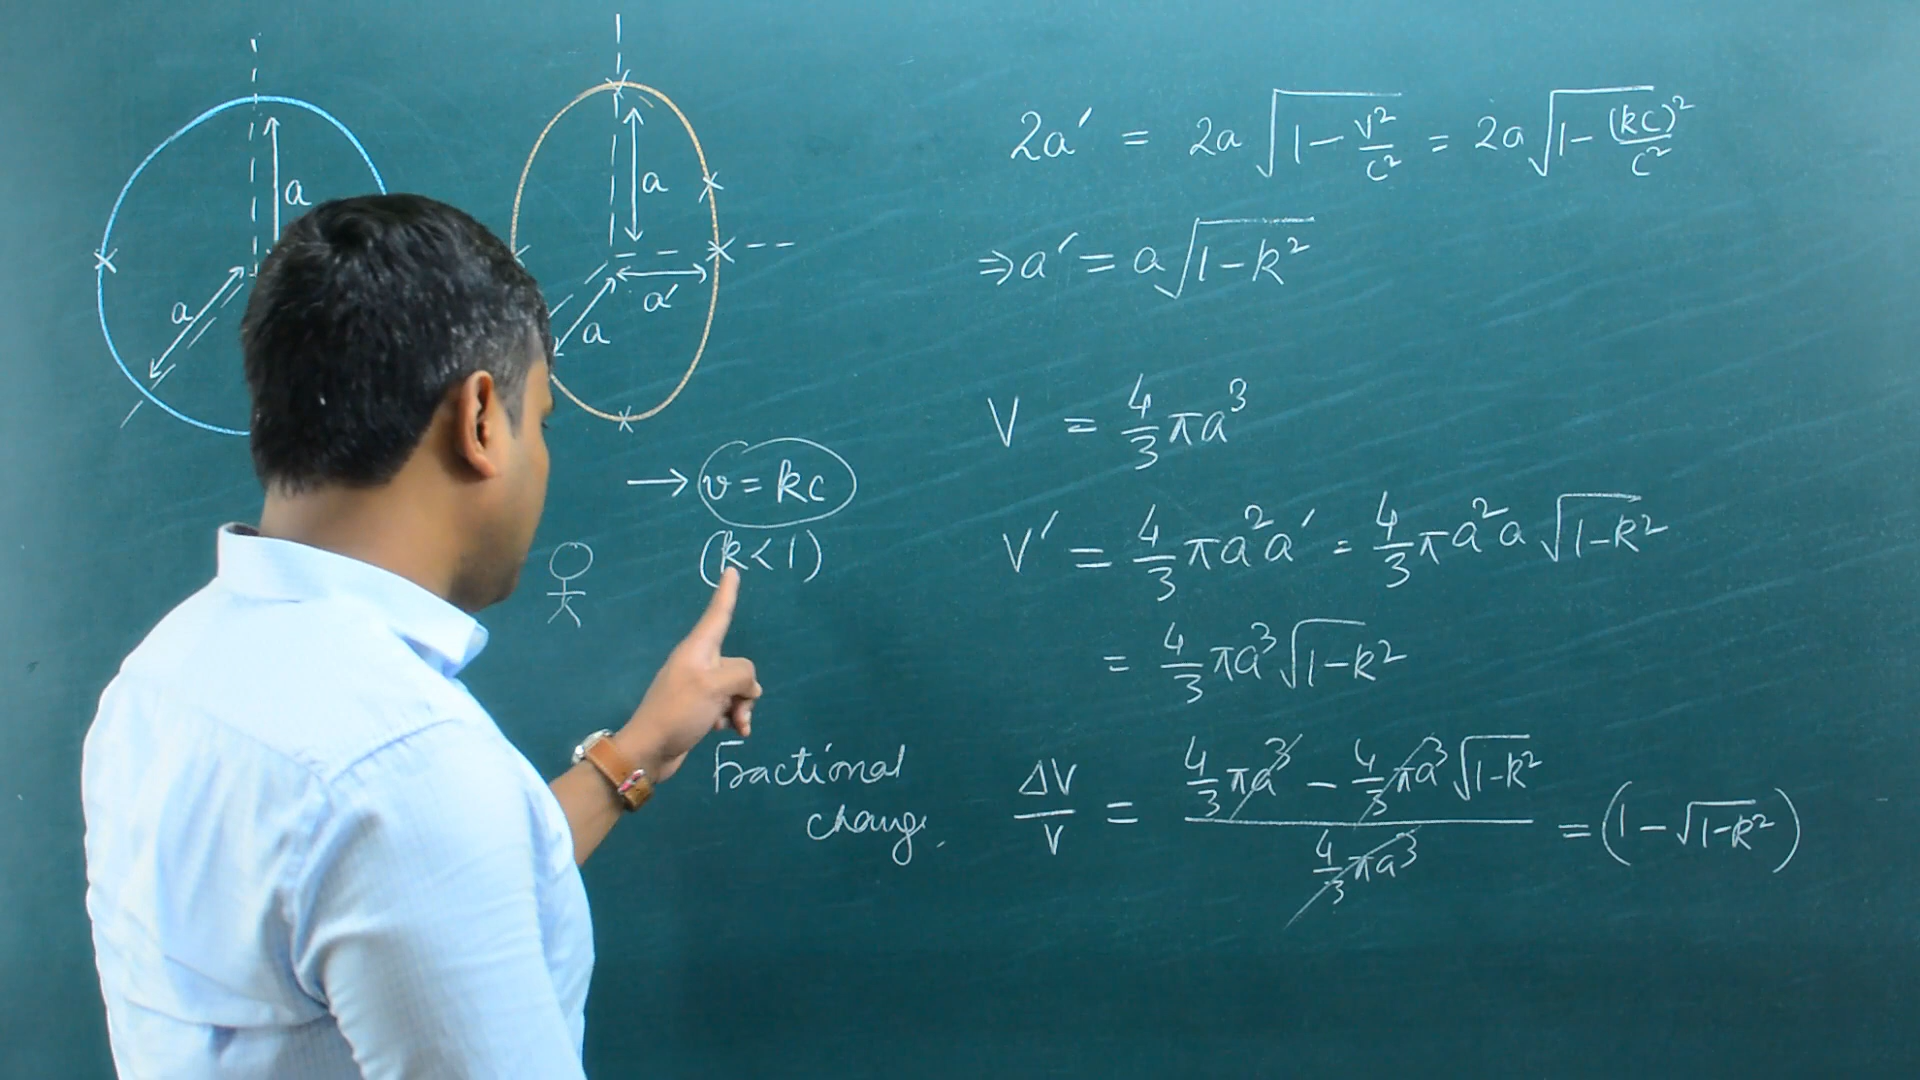 a
a
a
a'
a
→ v = kc
(k < 1)
2a' = 2a √(1 − v²/c²) = 2a √(1 − (kc)²/c²)
⇒ a' = a √(1−k²)
V = 4/3 πa³
V' = 4/3 πa²a' = 4/3 πa²a √(1−k²)
= 4/3 πa³ √(1−k²)
Fractional
change.
ΔV/V = (4/3 πa³ − 4/3 πa³ √(1−k²)) / (4/3 πa³) = (1 − √(1−k²))